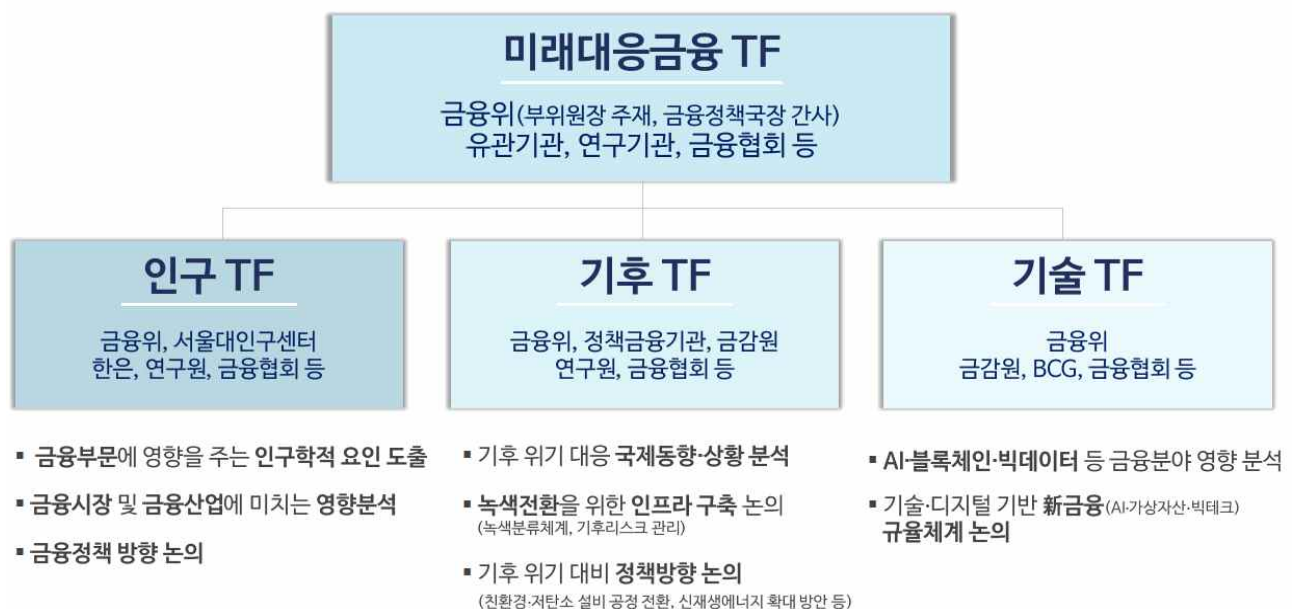 미래대응금융 TF
금융위(부위원장 주재, 금융정책국장 간사)
유관기관, 연구기관, 금융협회 등
인구 TF
금융위, 서울대인구센터
한은, 연구원, 금융협회 등
▪ 금융부문에 영향을 주는 인구학적 요인 도출
▪ 금융시장 및 금융산업에 미치는 영향분석
▪ 금융정책 방향 논의
기후 TF
금융위, 정책금융기관, 금감원
연구원, 금융협회 등
▪ 기후 위기 대응 국제동향·상황 분석
▪ 녹색전환을 위한 인프라 구축 논의
(녹색분류체계, 기후리스크 관리)
▪ 기후 위기 대비 정책방향 논의
(친환경·저탄소 설비 공정 전환, 신재생에너지 확대 방안 등)
기술 TF
금융위
금감원, BCG, 금융협회 등
▪ AI·블록체인·빅데이터 등 금융분야 영향 분석
▪ 기술·디지털 기반 新금융(AI·가상자산·빅테크)
규율체계 논의